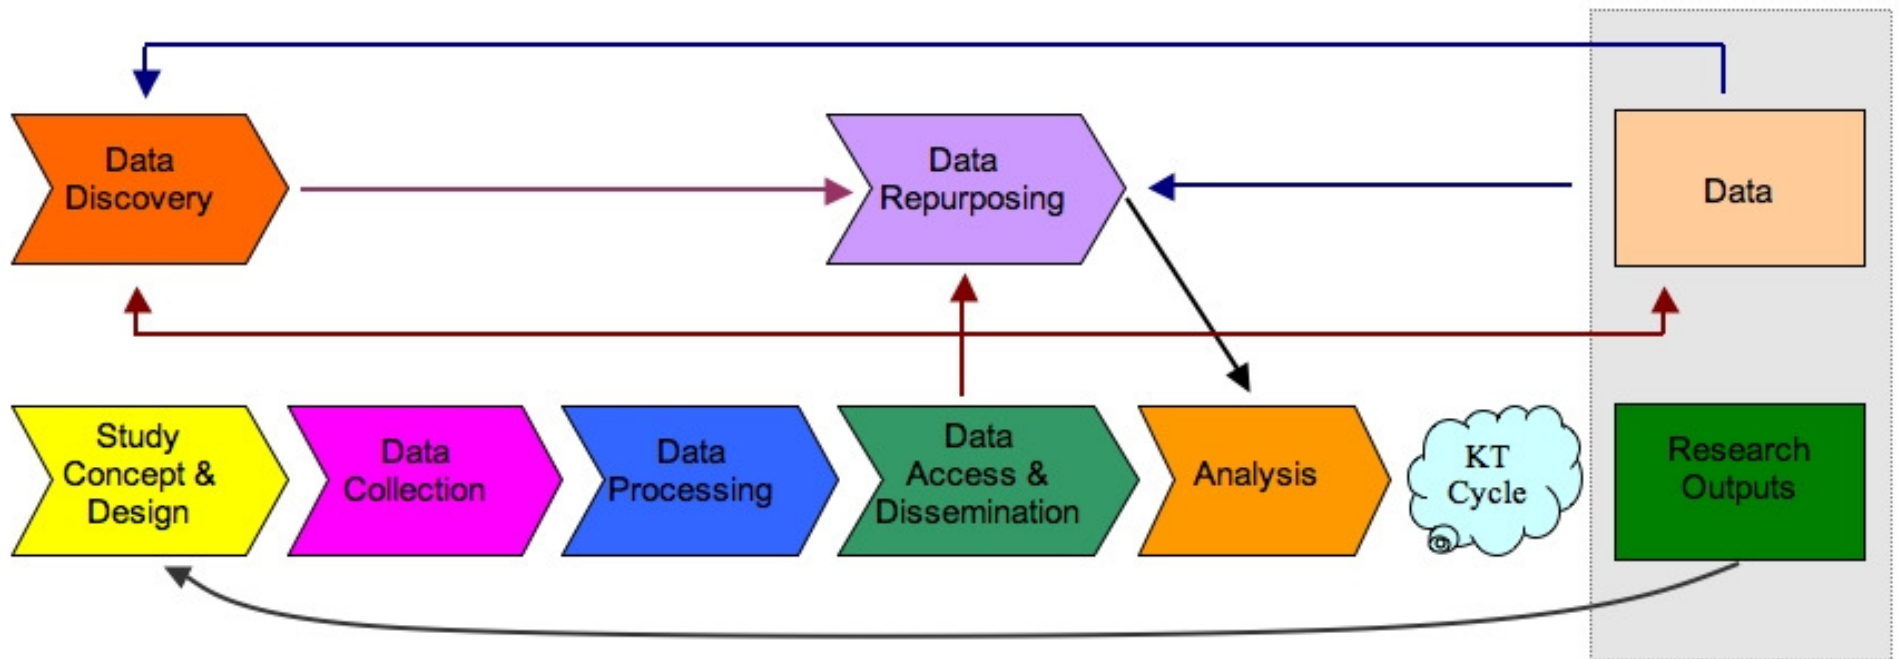 Data
Discovery
Data
Repurposing
Data
Study
Concept &
Design
Data
Collection
Data
Processing
Data
Access &
Dissemination
Analysis
KT
Cycle
Research
Outputs